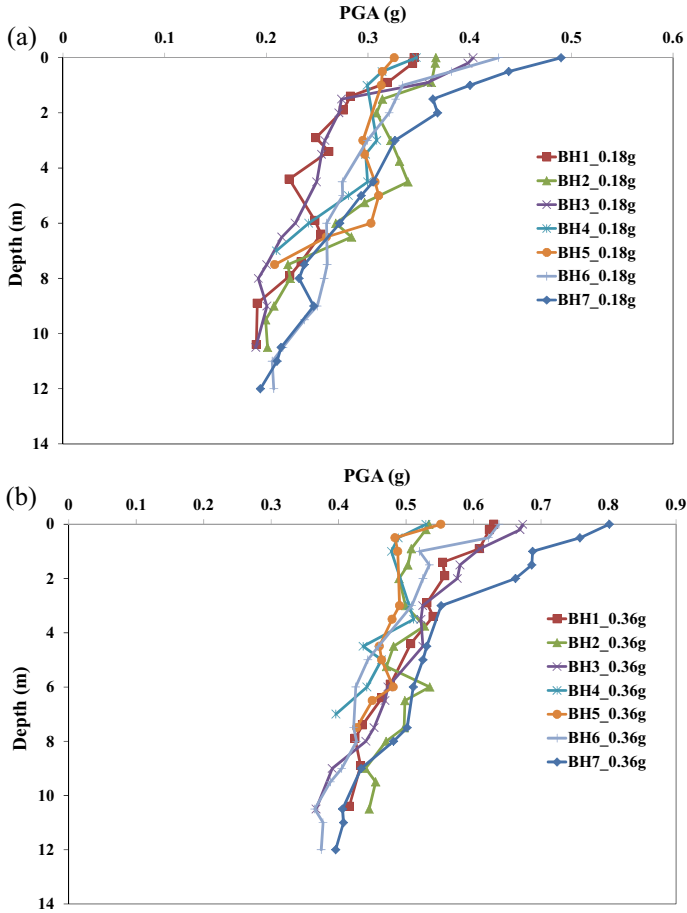 PGA (g)
(a)
0 0.1 0.2 0.3 0.4 0.5 0.6
0
2
4
6
8
10
12
14
Depth (m)
BH1_0.18g
BH2_0.18g
BH3_0.18g
BH4_0.18g
BH5_0.18g
BH6_0.18g
BH7_0.18g
PGA (g)
(b)
0 0.1 0.2 0.3 0.4 0.5 0.6 0.7 0.8 0.9
0
2
4
6
8
10
12
14
Depth (m)
BH1_0.36g
BH2_0.36g
BH3_0.36g
BH4_0.36g
BH5_0.36g
BH6_0.36g
BH7_0.36g